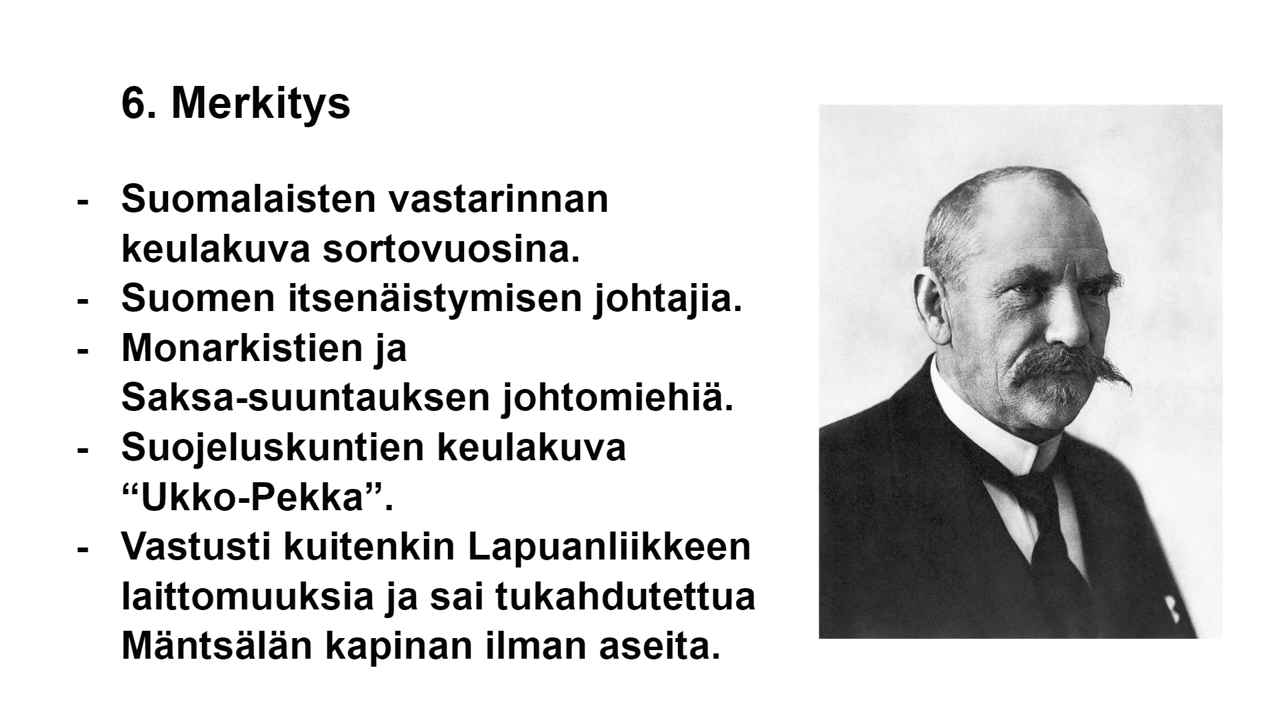 6. Merkitys
- Suomalaisten vastarinnan
keulakuva sortovuosina.
- Suomen itsenäistymisen johtajia.
- Monarkistien ja
Saksa-suuntauksen johtomiehiä.
- Suojeluskuntien keulakuva
“Ukko-Pekka”.
- Vastusti kuitenkin Lapuanliikkeen
laittomuuksia ja sai tukahdutettua
Mäntsälän kapinan ilman aseita.